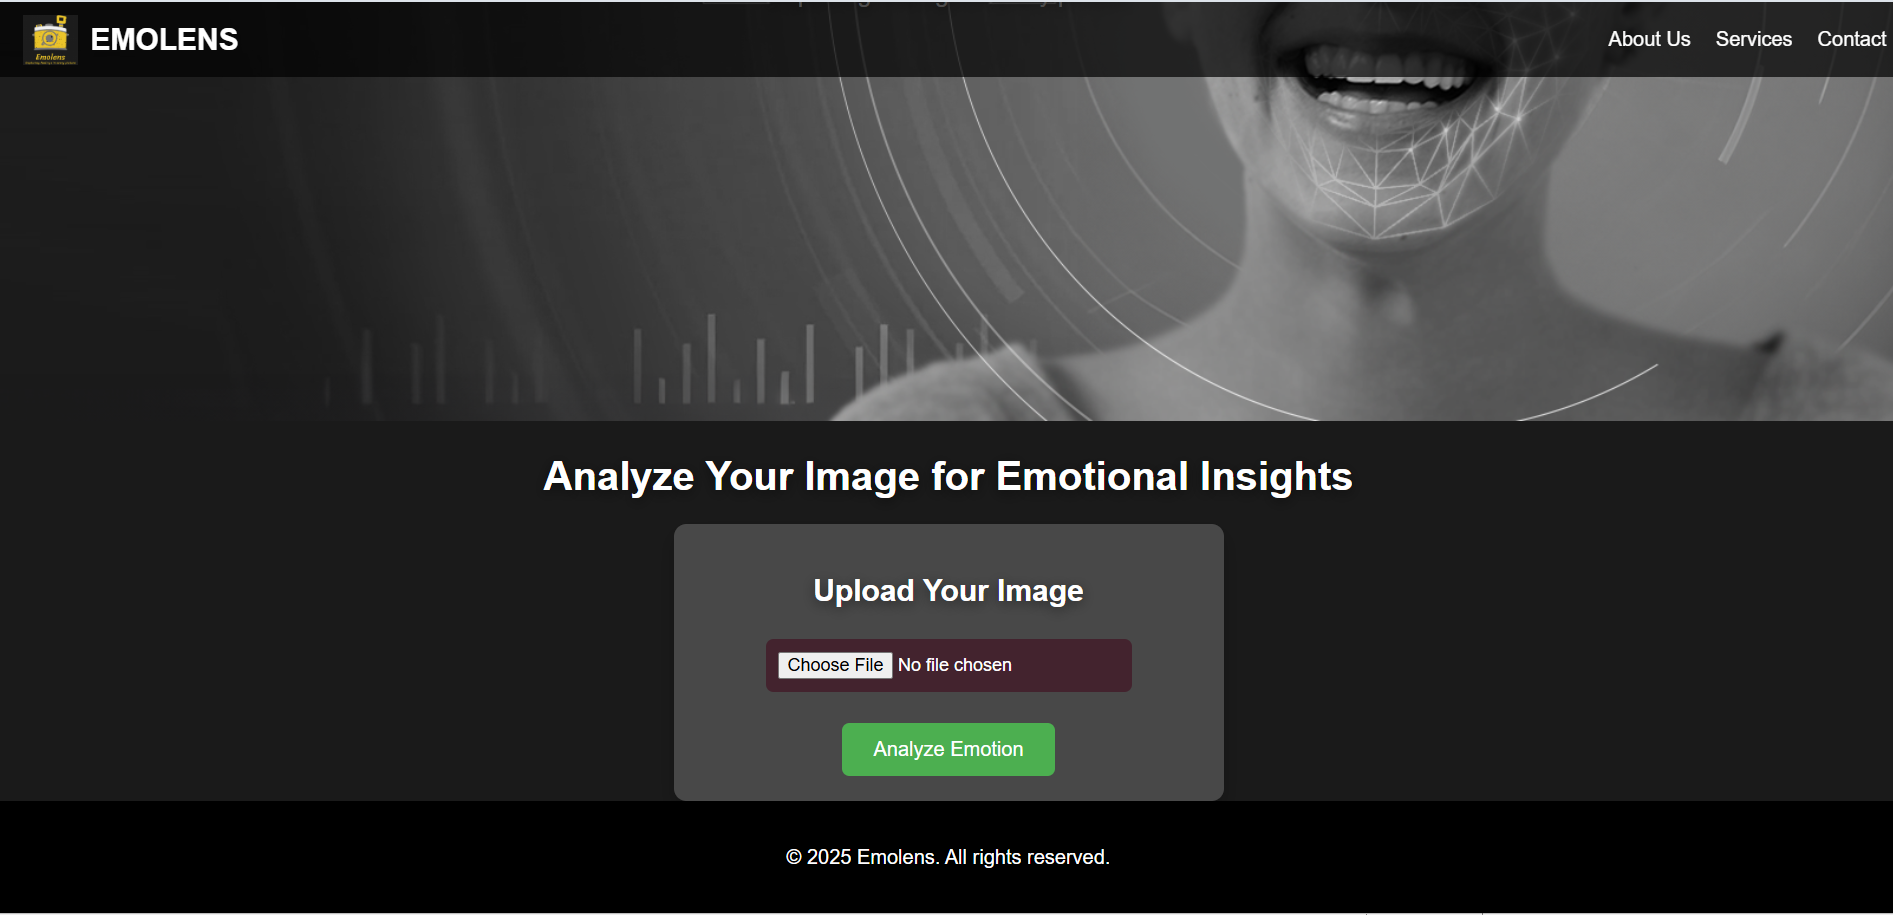 Emolens
EMOLENS
About Us
Services
Contact
Analyze Your Image for Emotional Insights
Upload Your Image
Choose File No file chosen
Analyze Emotion
© 2025 Emolens. All rights reserved.